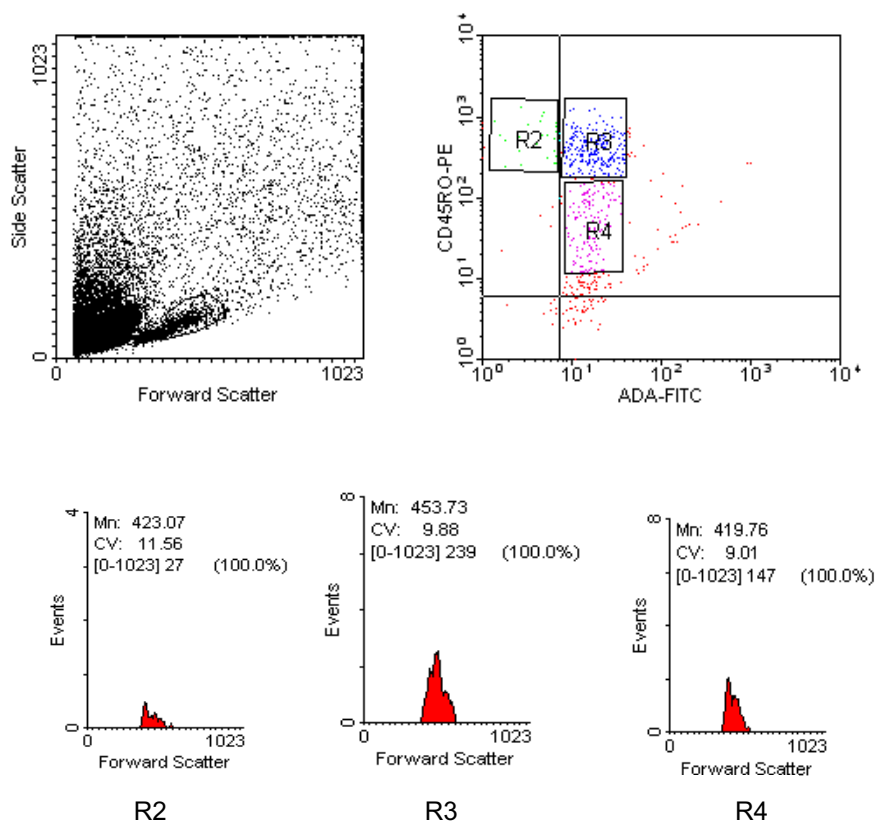 1023
Side Scatter
0
0
1023
Forward Scatter
10⁴
10³
10²
10¹
10⁰
CD45RO-PE
R2
R3
R4
10⁰
10¹
10²
10³
10⁴
ADA-FITC
4
Events
0
Mn: 423.07
CV: 11.56
[0-1023] 27 (100.0%)
0
1023
Forward Scatter
R2
8
Events
0
Mn: 453.73
CV: 9.88
[0-1023] 239 (100.0%)
0
1023
Forward Scatter
R3
8
Events
0
Mn: 419.76
CV: 9.01
[0-1023] 147 (100.0%)
0
1023
Forward Scatter
R4